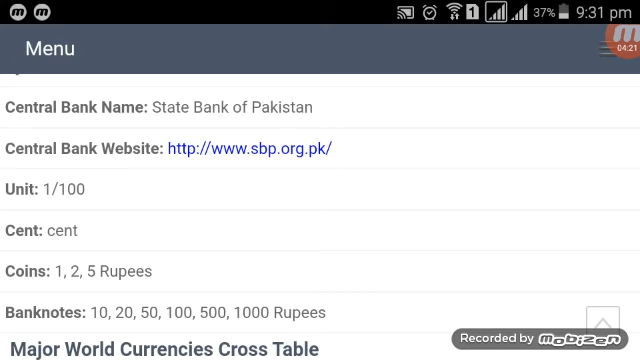 1
37%
9:31 pm
Menu
04:21
Central Bank Name: State Bank of Pakistan
Central Bank Website: http://www.sbp.org.pk/
Unit: 1/100
Cent: cent
Coins: 1, 2, 5 Rupees
Banknotes: 10, 20, 50, 100, 500, 1000 Rupees
Major World Currencies Cross Table
Recorded by Mobizen